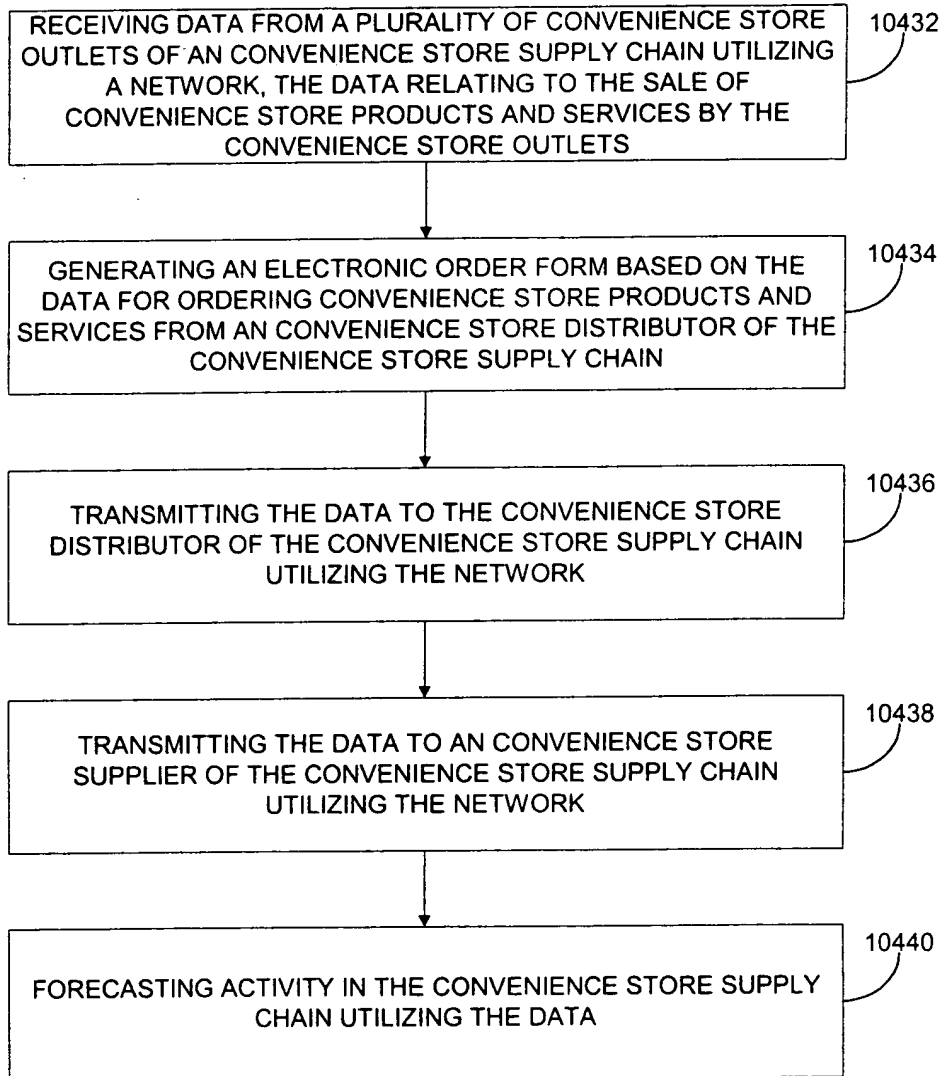 RECEIVING DATA FROM A PLURALITY OF CONVENIENCE STORE
OUTLETS OF AN CONVENIENCE STORE SUPPLY CHAIN UTILIZING
A NETWORK, THE DATA RELATING TO THE SALE OF
CONVENIENCE STORE PRODUCTS AND SERVICES BY THE
CONVENIENCE STORE OUTLETS
10432
GENERATING AN ELECTRONIC ORDER FORM BASED ON THE
DATA FOR ORDERING CONVENIENCE STORE PRODUCTS AND
SERVICES FROM AN CONVENIENCE STORE DISTRIBUTOR OF THE
CONVENIENCE STORE SUPPLY CHAIN
10434
TRANSMITTING THE DATA TO THE CONVENIENCE STORE
DISTRIBUTOR OF THE CONVENIENCE STORE SUPPLY CHAIN
UTILIZING THE NETWORK
10436
TRANSMITTING THE DATA TO AN CONVENIENCE STORE
SUPPLIER OF THE CONVENIENCE STORE SUPPLY CHAIN
UTILIZING THE NETWORK
10438
FORECASTING ACTIVITY IN THE CONVENIENCE STORE SUPPLY
CHAIN UTILIZING THE DATA
10440